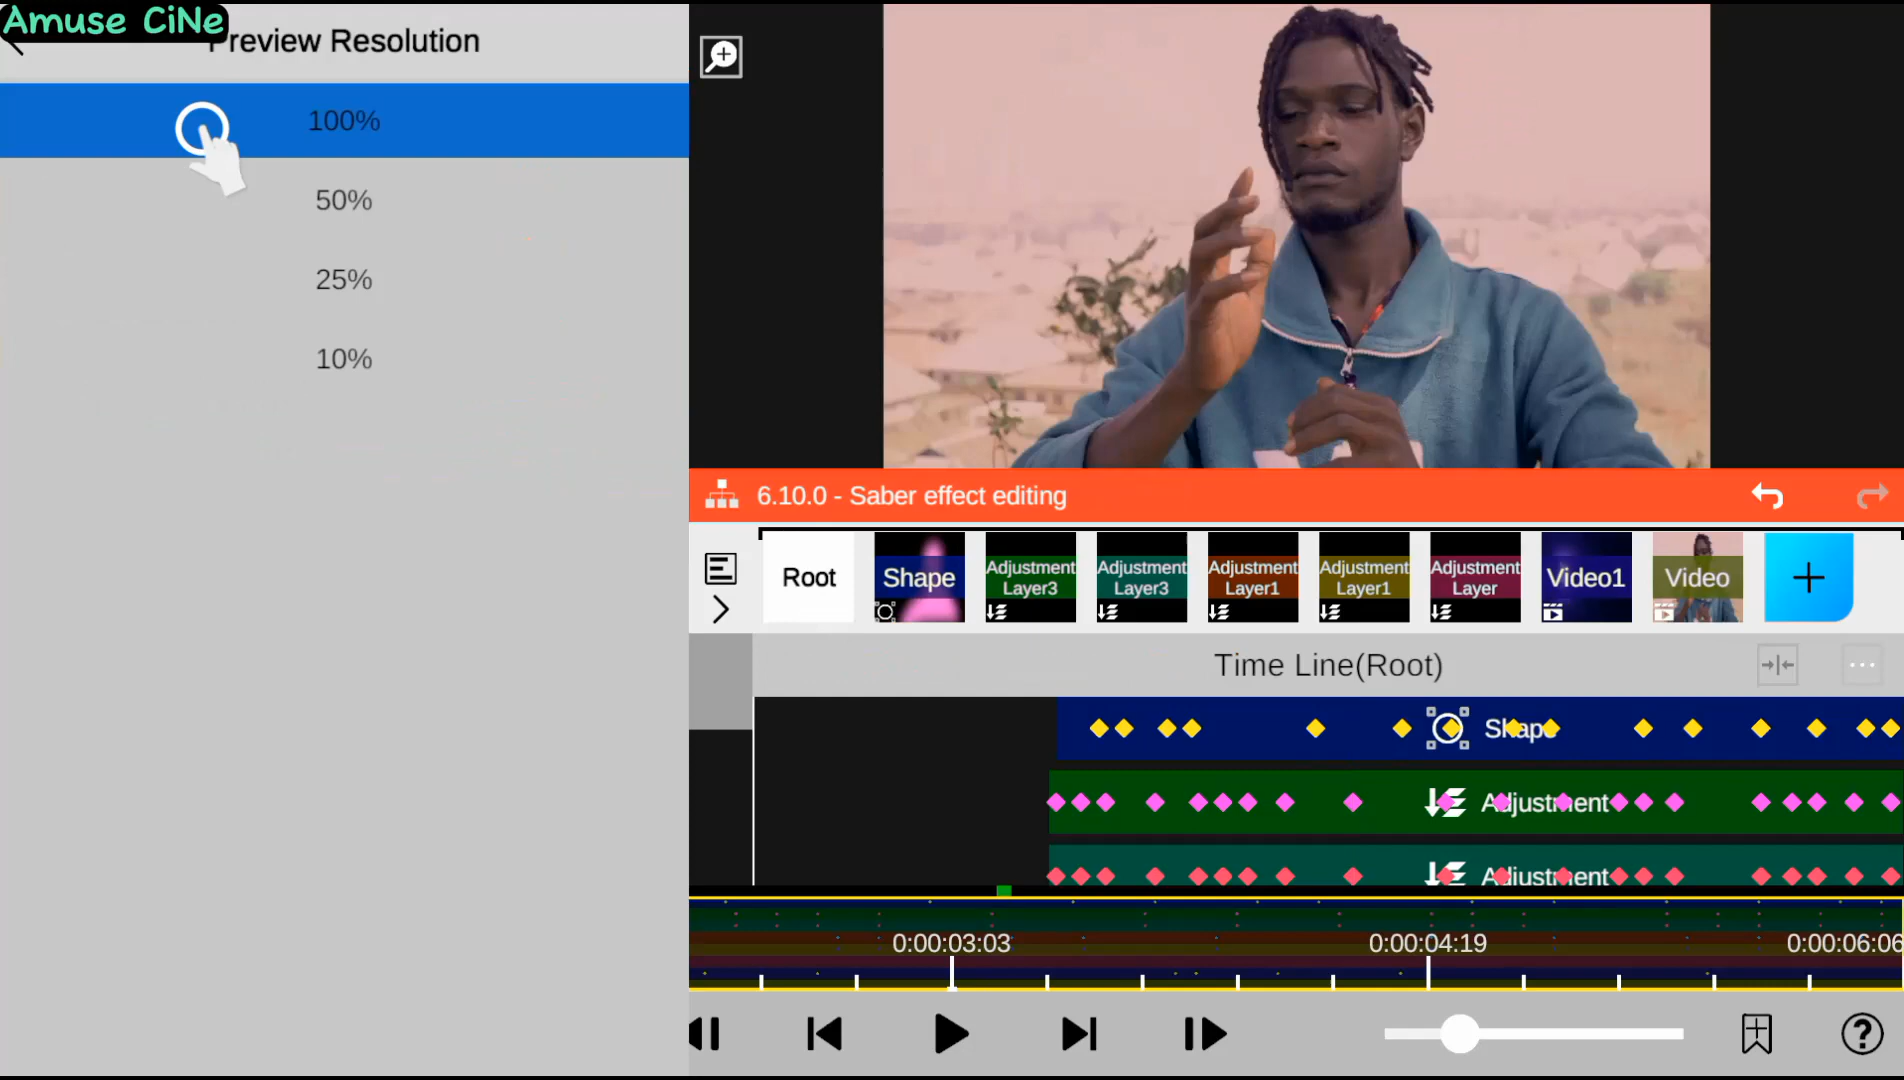 Amuse CiNe
Preview Resolution
100%
50%
25%
10%
6.10.0 - Saber effect editing
Root
Shape
Adjustment
Layer3
Adjustment
Layer3
Adjustment
Layer1
Adjustment
Layer1
Adjustment
Layer
Video1
Video
Time Line(Root)
Shape
Adjustment
Adjustment
0:00:03:03
0:00:04:19
0:00:06:06